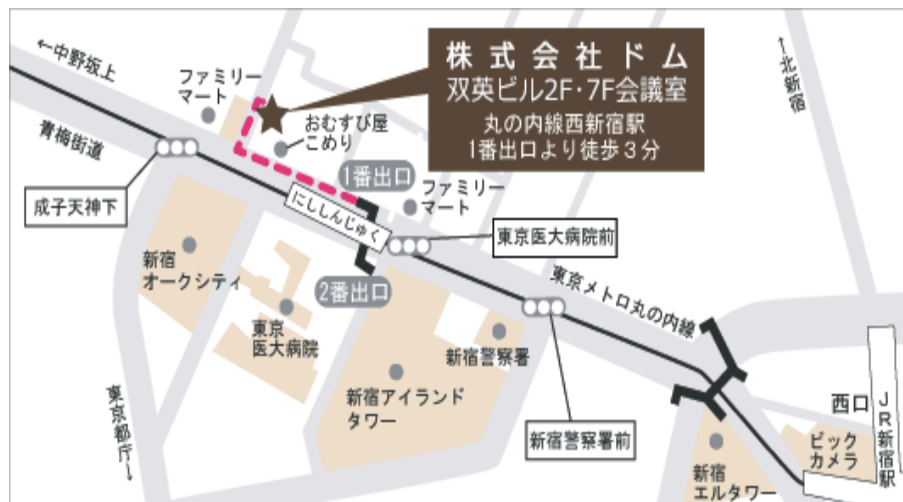 ←中野坂上
ファミリー
マート
株式会社ドム
双英ビル2F・7F会議室
丸の内線西新宿駅
1番出口より徒歩3分
↑北新宿
青梅街道
おむすび屋
こめり
1番出口
ファミリー
マート
成子天神下
にししんじゅく
東京医大病院前
新宿
オークシティ
2番出口
東京メトロ丸の内線
東京
医大病院
新宿警察署
新宿アイランド
タワー
東京都庁→
新宿警察署前
西口
JR新宿駅
ビック
カメラ
新宿
エルタワー